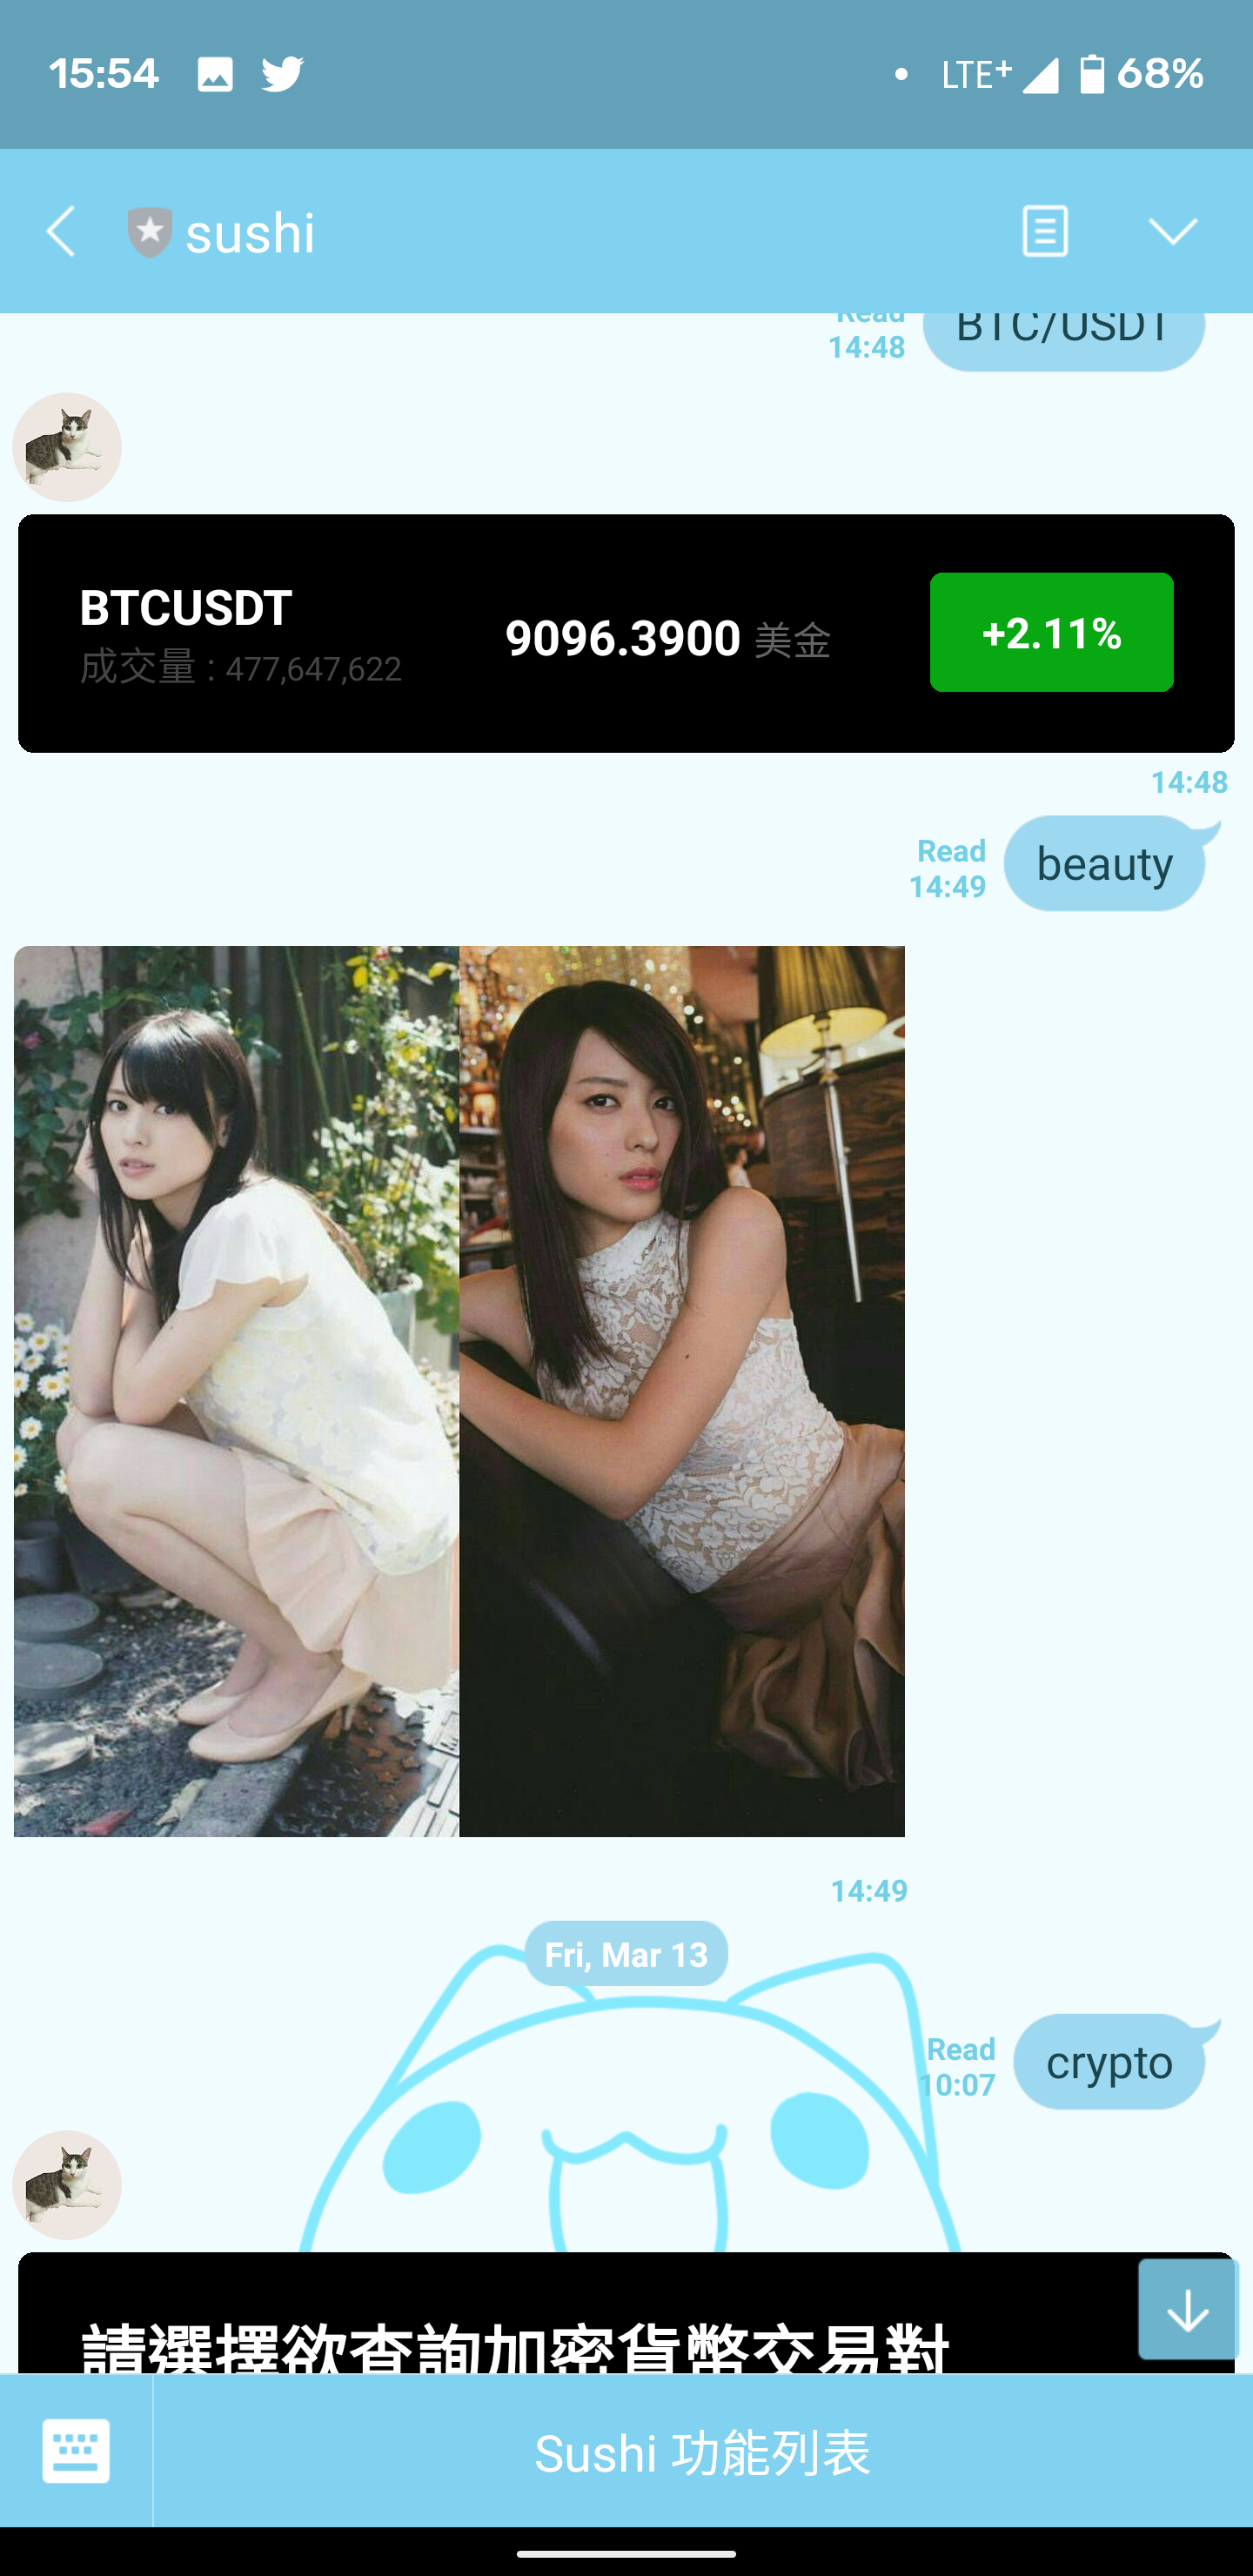 15:54
LTE+ 68%
sushi
Read
14:48
BTC/USDT
BTCUSDT
成交量 : 477,647,622
9096.3900 美金
+2.11%
14:48
Read
14:49
beauty
14:49
Fri, Mar 13
Read
10:07
crypto
請選擇欲查詢加密貨幣交易對
Sushi 功能列表